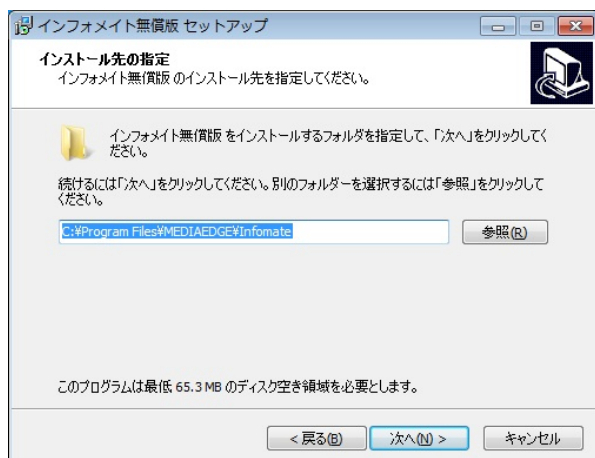 インフォメイト無償版 セットアップ
インストール先の指定
インフォメイト無償版 のインストール先を指定してください。
インフォメイト無償版 をインストールするフォルダを指定して、「次へ」をクリックしてく
ださい。
続けるには「次へ」をクリックしてください。別のフォルダーを選択するには「参照」をクリックして
ください。
C:¥Program Files¥MEDIAEDGE¥Infomate
参照(R)
このプログラムは最低 65.3 MB のディスク空き領域を必要とします。
< 戻る(B)
次へ(N) >
キャンセル